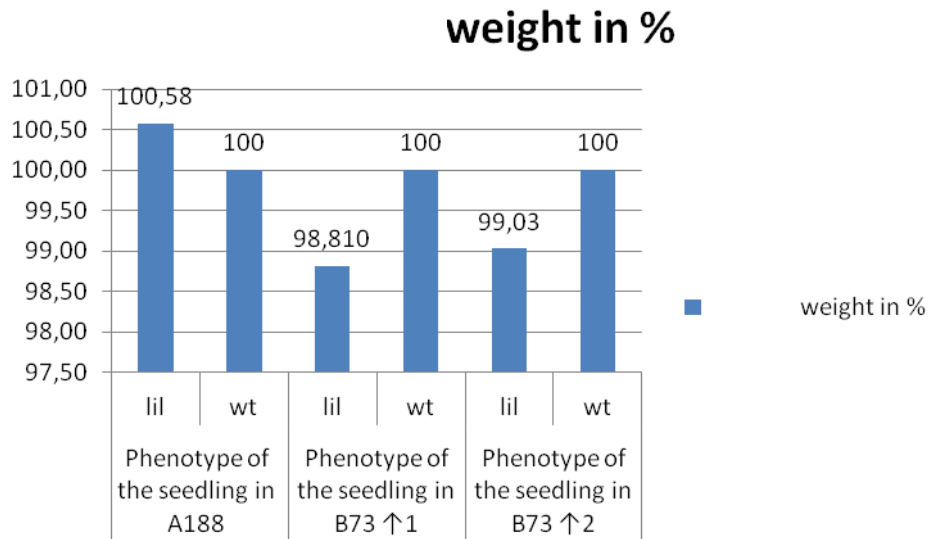 weight in %
101,00
100,50
100,00
99,50
99,00
98,50
98,00
97,50
100,58
100
98,810
100
99,03
100
lil
wt
lil
wt
lil
wt
Phenotype of
the seedling in
A188
Phenotype of
the seedling in
B73 ↑1
Phenotype of
the seedling in
B73 ↑2
weight in %